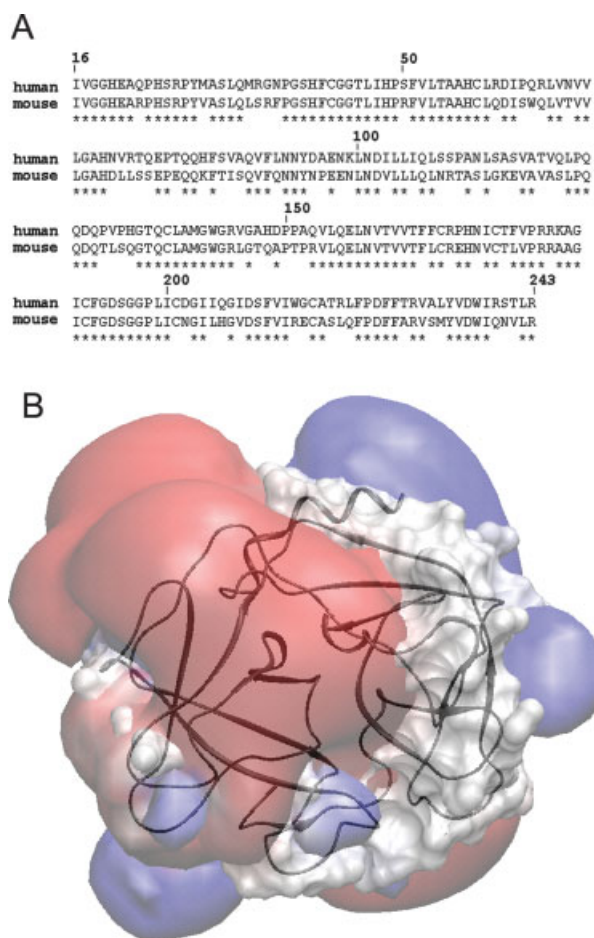 A
16 50
human IVGGHEAQPHSRPYMASLQMRGNPGSHFCGGTLIHPSFVLTAAHCLRDIPQRLVNVV
mouse IVGGHEARPHSRPYVASLQLSRFPGSHFCGGTLIHPRFVLTAAHCLQDISWQLVTVV
******* ****** ****    ************* ********* **   ** **
100
human LGAHNVRTQEPTQQHFSVAQVFLNNYDAENKLNDILLIQLSSPANLSASVATVQLPQ
mouse LGAHDLLSSEPEQQKFTISQVFQNNYNPEENLNDVLLLQLNRTASLGKEVAVASLPQ
****     ** ** *   *** ***  *  *** ** **   * *   **   ***
150
human QDQPVPHGTQCLAMGWGRVGAHDPPAQVLQELNVTVVTFFCRPHNICTFVPRRKAG
mouse QDQTLSQGTQCLAMGWGRLGTQAPTPRVLQELNVTVVTFLCREHNVCTLVPRRAAG
***    *********** *   *   ************ ** ** ** **** **
200 243
human ICFGDSGGPLICDGIIQGIDSFVIWGCATRLFPDFFTRVALYVDWIRSTLR
mouse ICFGDSGGPLICNGILHGVDSFVIRECASLQFPDFFARVSMYVDWIQNVLR
************ **  * *****  **   ***** **  *****   **
B